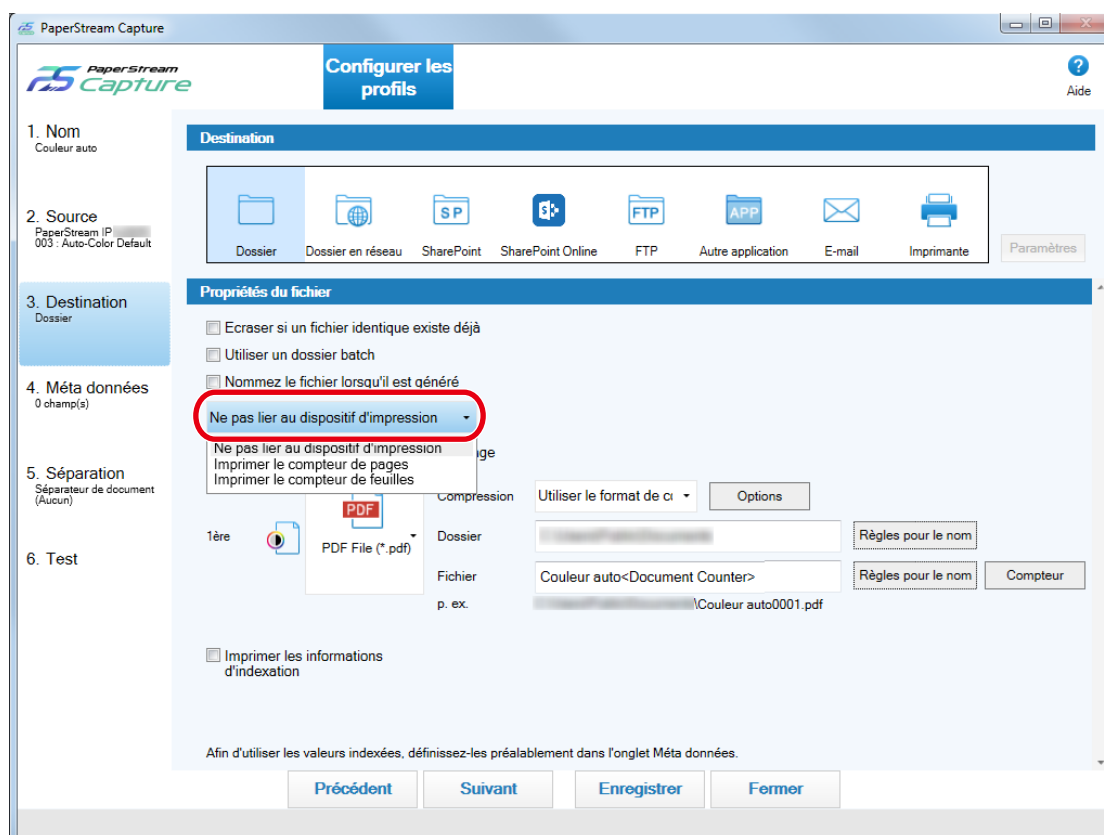 PaperStream Capture
PaperStream
Capture
Configurer les
profils
Aide
1. Nom
Couleur auto
2. Source
PaperStream IP
003 : Auto-Color Default
3. Destination
Dossier
4. Méta données
0 champ(s)
5. Séparation
Séparateur de document
(Aucun)
6. Test
Destination
SP
FTP
APP
Dossier
Dossier en réseau
SharePoint
SharePoint Online
FTP
Autre application
E-mail
Imprimante
Paramètres
Propriétés du fichier
Ecraser si un fichier identique existe déjà
Utiliser un dossier batch
Nommez le fichier lorsqu'il est généré
Ne pas lier au dispositif d'impression
Ne pas lier au dispositif d'impression
Imprimer le compteur de pages
Imprimer le compteur de feuilles
1ère
PDF
PDF File (*.pdf)
Compression
Utiliser le format de
Options
Dossier
Règles pour le nom
Fichier
Couleur auto<Document Counter>
Règles pour le nom
Compteur
p. ex.
\Couleur auto0001.pdf
Imprimer les informations
d'indexation
Afin d'utiliser les valeurs indexées, définissez-les préalablement dans l'onglet Méta données.
Précédent
Suivant
Enregistrer
Fermer